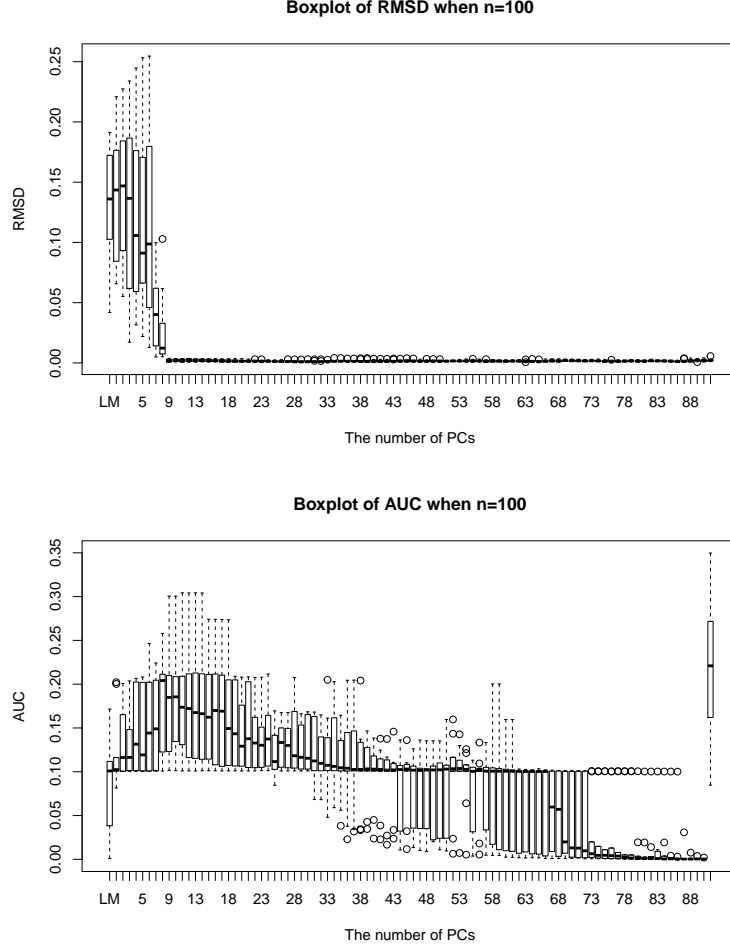 Boxplot of RMSD when n=100
0.25
0.20
0.15
0.10
0.05
0.00
RMSD
LM 5 9 13 18 23 28 33 38 43 48 53 58 63 68 73 78 83 88
The number of PCs
Boxplot of AUC when n=100
0.35
0.30
0.25
0.20
0.15
0.10
0.05
0.00
AUC
LM 5 9 13 18 23 28 33 38 43 48 53 58 63 68 73 78 83 88
The number of PCs